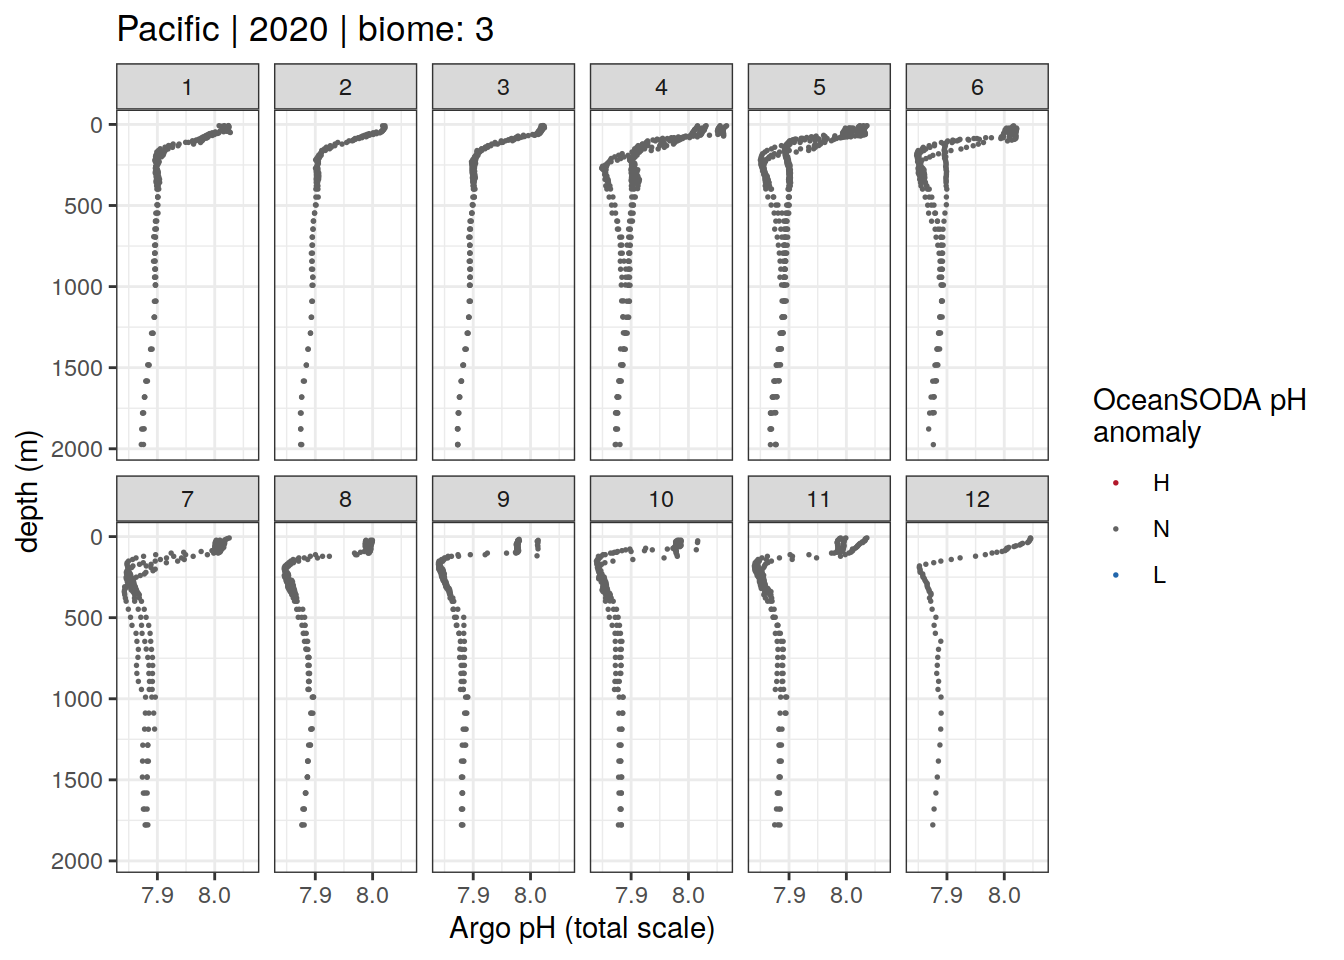 Pacific | 2020 | biome: 3
1 2 3 4 5 6
0
500
1000
1500
2000
7 8 9 10 11 12
0
500
1000
1500
2000
7.9 8.0 7.9 8.0 7.9 8.0 7.9 8.0 7.9 8.0 7.9 8.0
Argo pH (total scale)
depth (m)
OceanSODA pH
anomaly
H
N
L